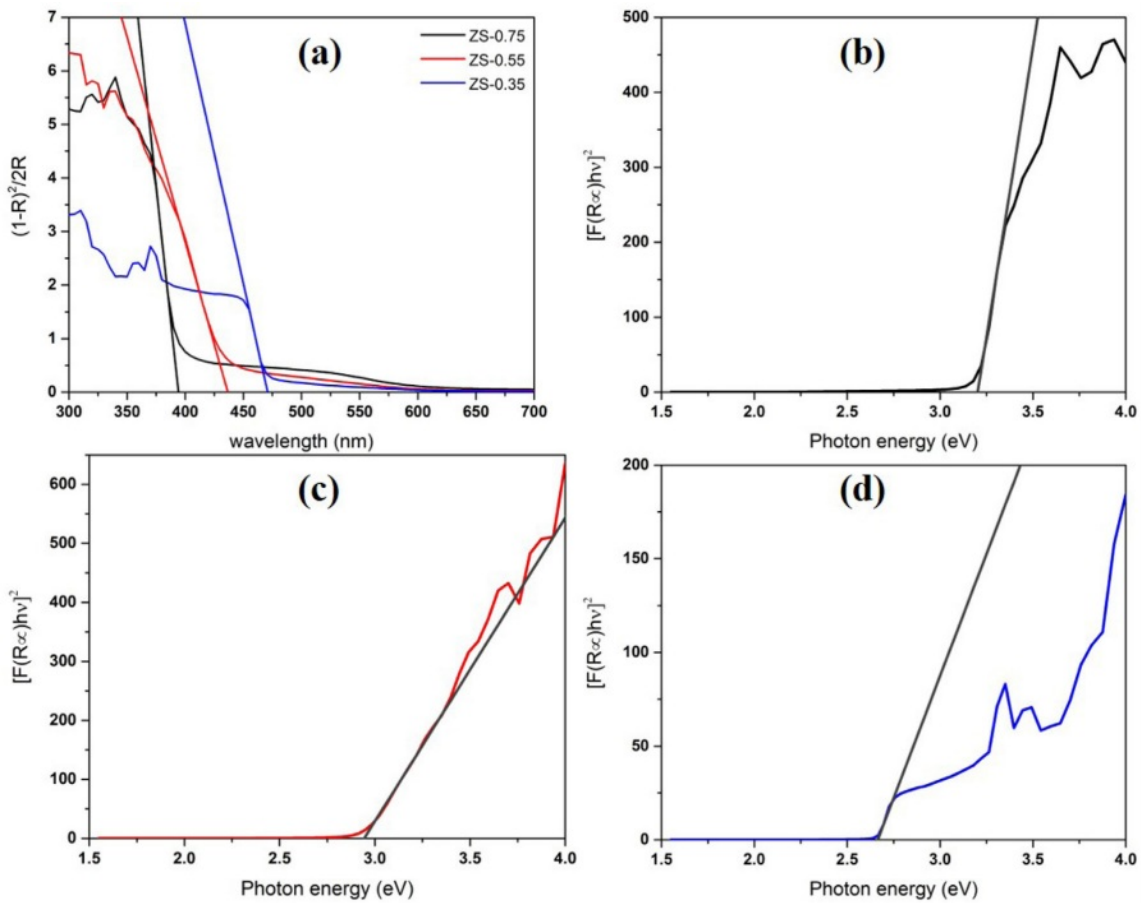 (a)
ZS-0.75
ZS-0.55
ZS-0.35
(1-R)²/2R
7
6
5
4
3
2
1
0
300 350 400 450 500 550 600 650 700
wavelength (nm)
(b)
[F(R∝)hν]²
500
400
300
200
100
0
1.5 2.0 2.5 3.0 3.5 4.0
Photon energy (eV)
(c)
[F(R∝)hν]²
600
500
400
300
200
100
0
1.5 2.0 2.5 3.0 3.5 4.0
Photon energy (eV)
(d)
[F(R∝)hν]²
200
150
100
50
0
1.5 2.0 2.5 3.0 3.5 4.0
Photon energy (eV)